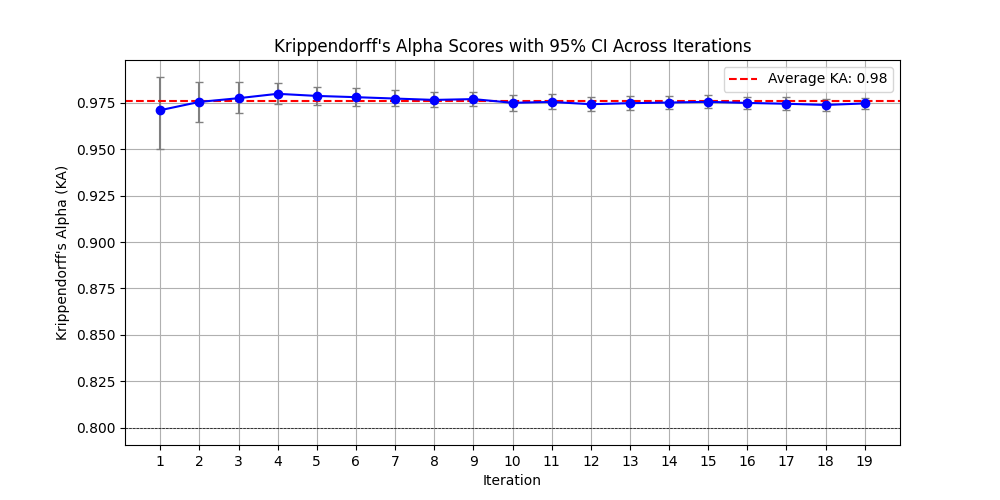 Krippendorff's Alpha Scores with 95% CI Across Iterations
Average KA: 0.98
Krippendorff's Alpha (KA)
0.975
0.950
0.925
0.900
0.875
0.850
0.825
0.800
1 2 3 4 5 6 7 8 9 10 11 12 13 14 15 16 17 18 19
Iteration